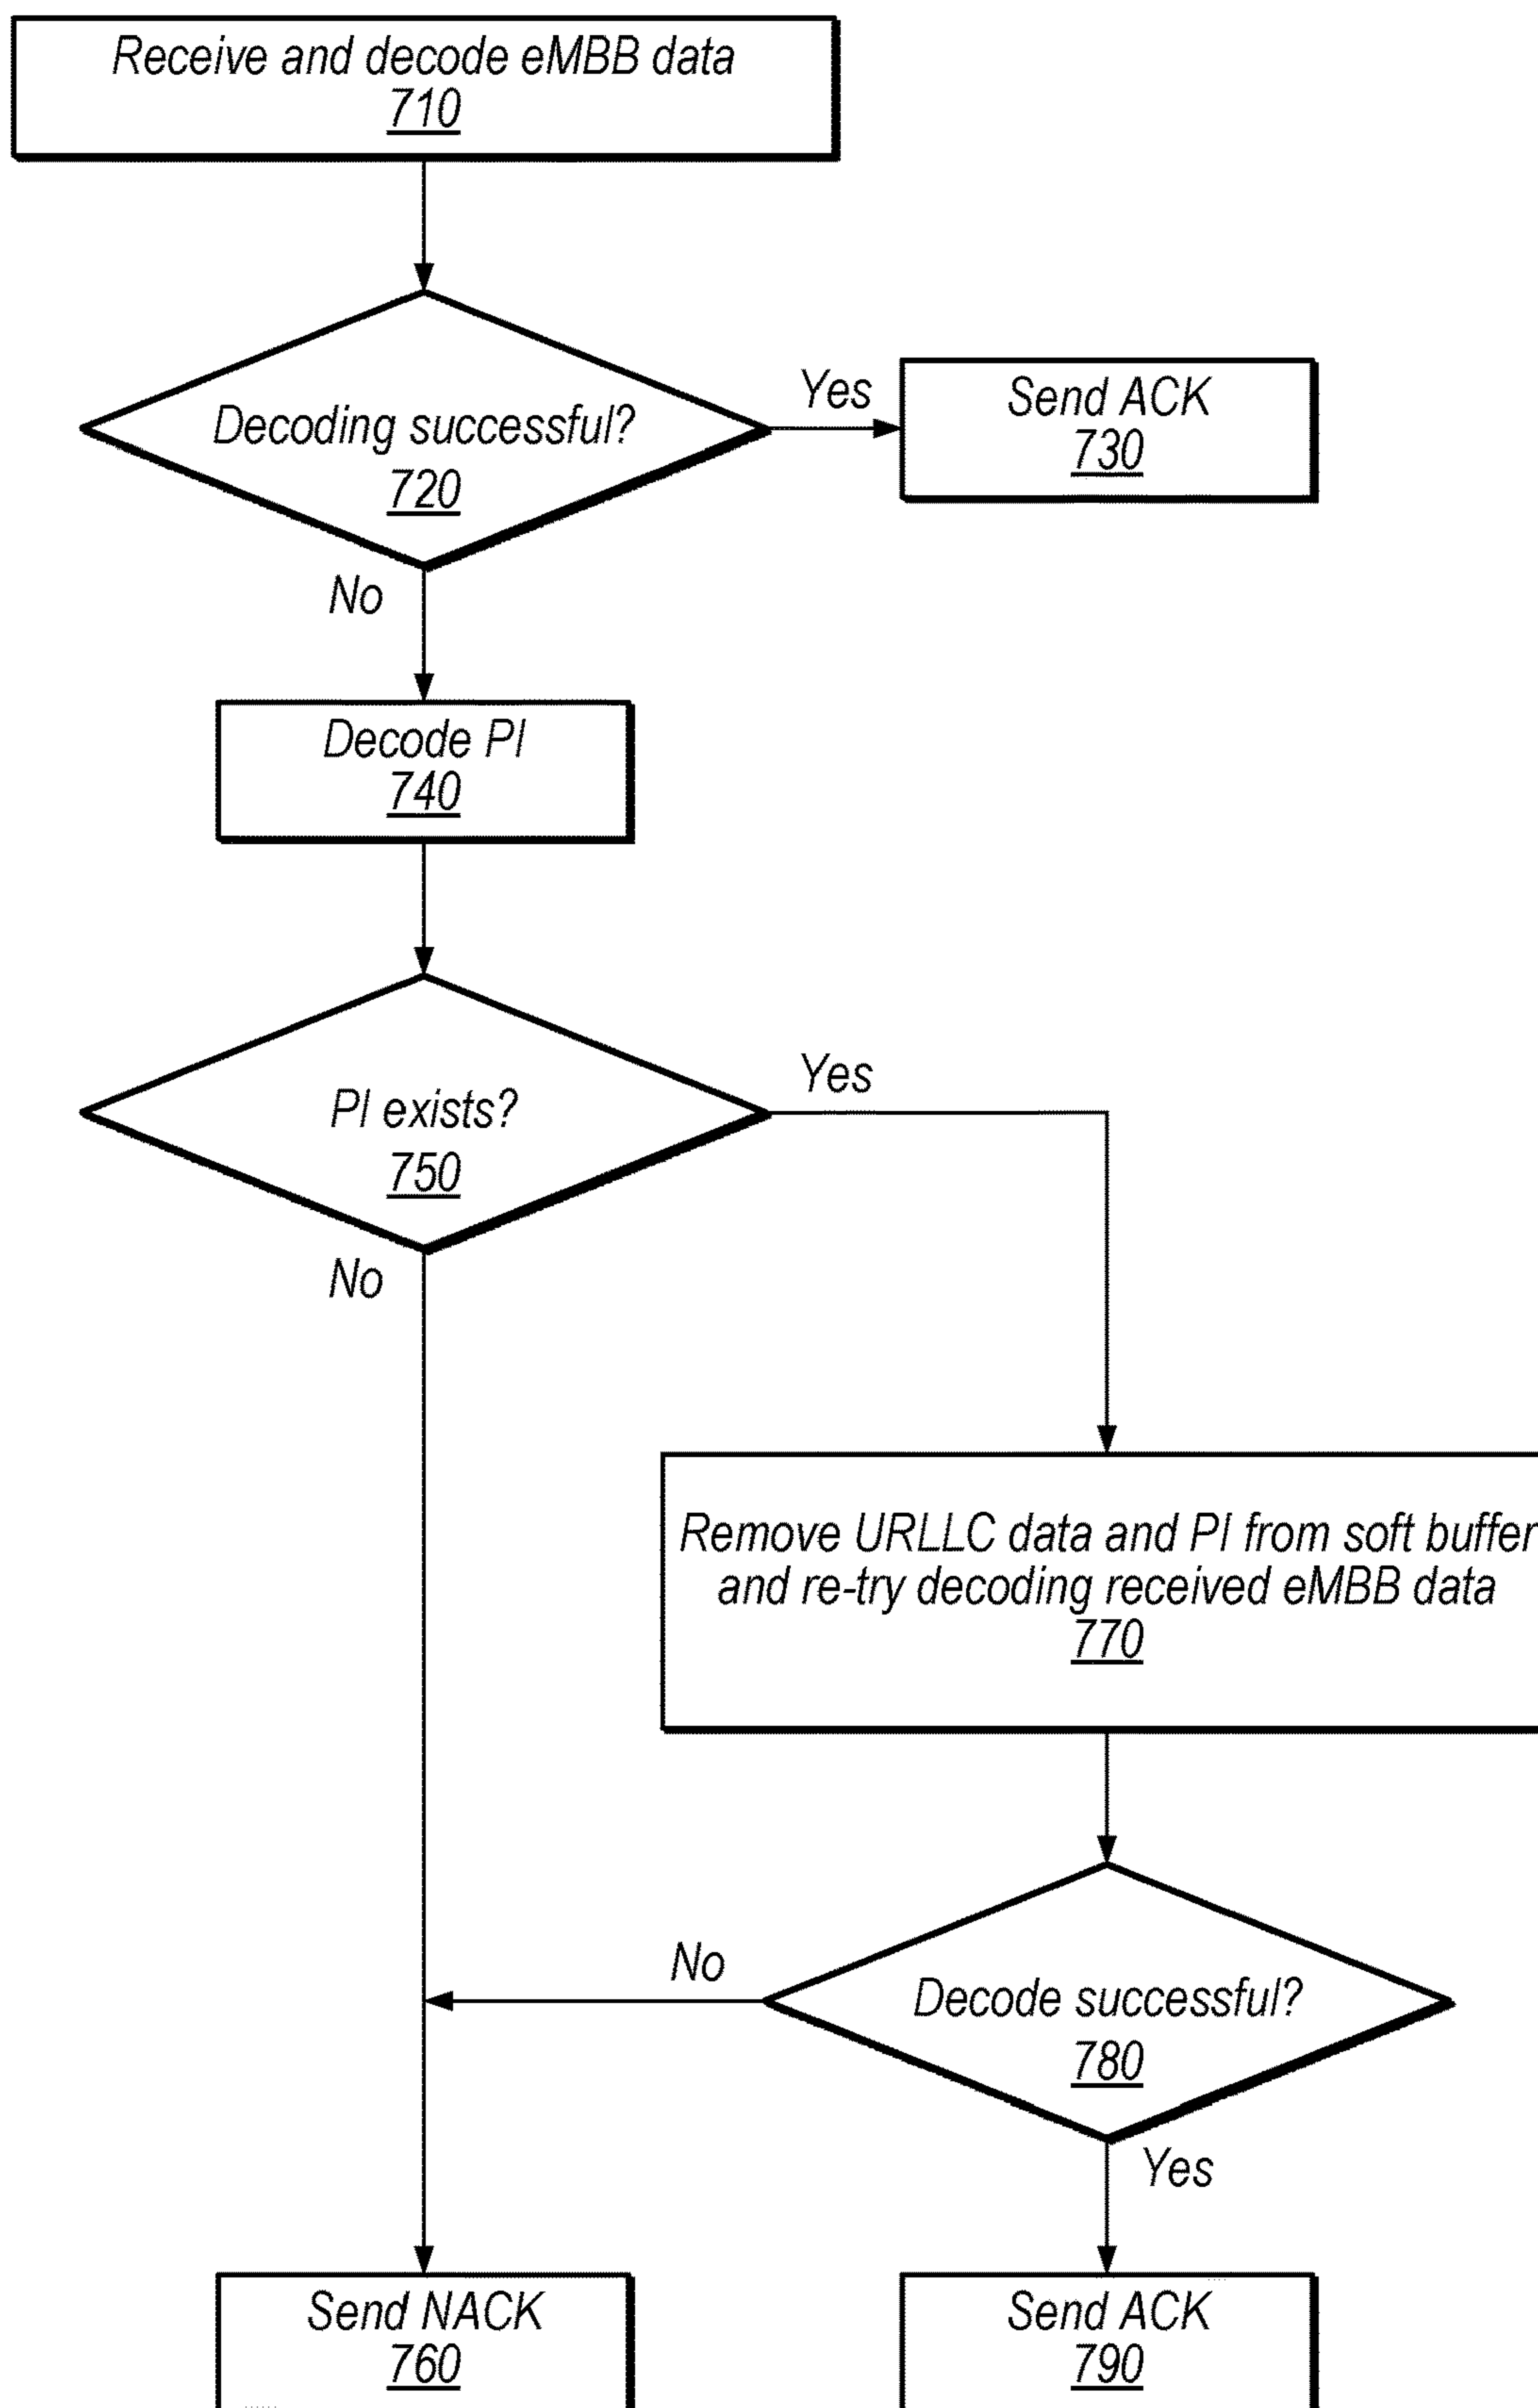 Receive and decode eMBB data
710
Decoding successful?
720
Yes
Send ACK
730
No
Decode PI
740
PI exists?
750
Yes
No
Remove URLLC data and PI from soft buffer
and re-try decoding received eMBB data
770
No
Decode successful?
780
Yes
Send NACK
760
Send ACK
790